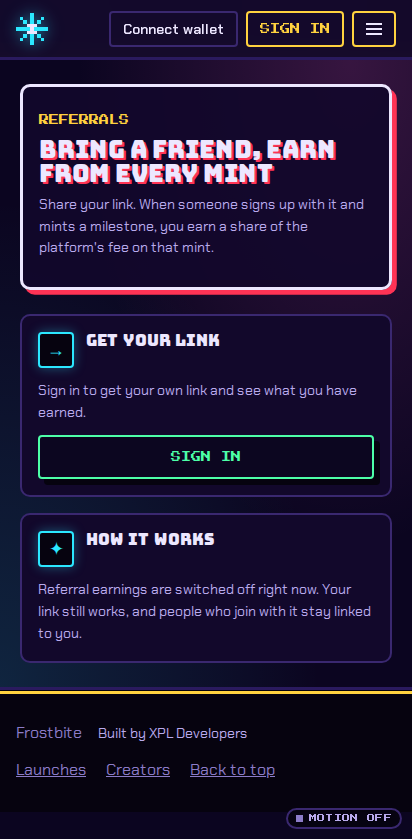 Connect wallet
SIGN IN
REFERRALS
BRING A FRIEND, EARN
FROM EVERY MINT
Share your link. When someone signs up with it and
mints a milestone, you earn a share of the
platform's fee on that mint.
→ GET YOUR LINK
Sign in to get your own link and see what you have
earned.
SIGN IN
✦ HOW IT WORKS
Referral earnings are switched off right now. Your
link still works, and people who join with it stay linked
to you.
Frostbite Built by XPL Developers
Launches Creators Back to top
MOTION OFF